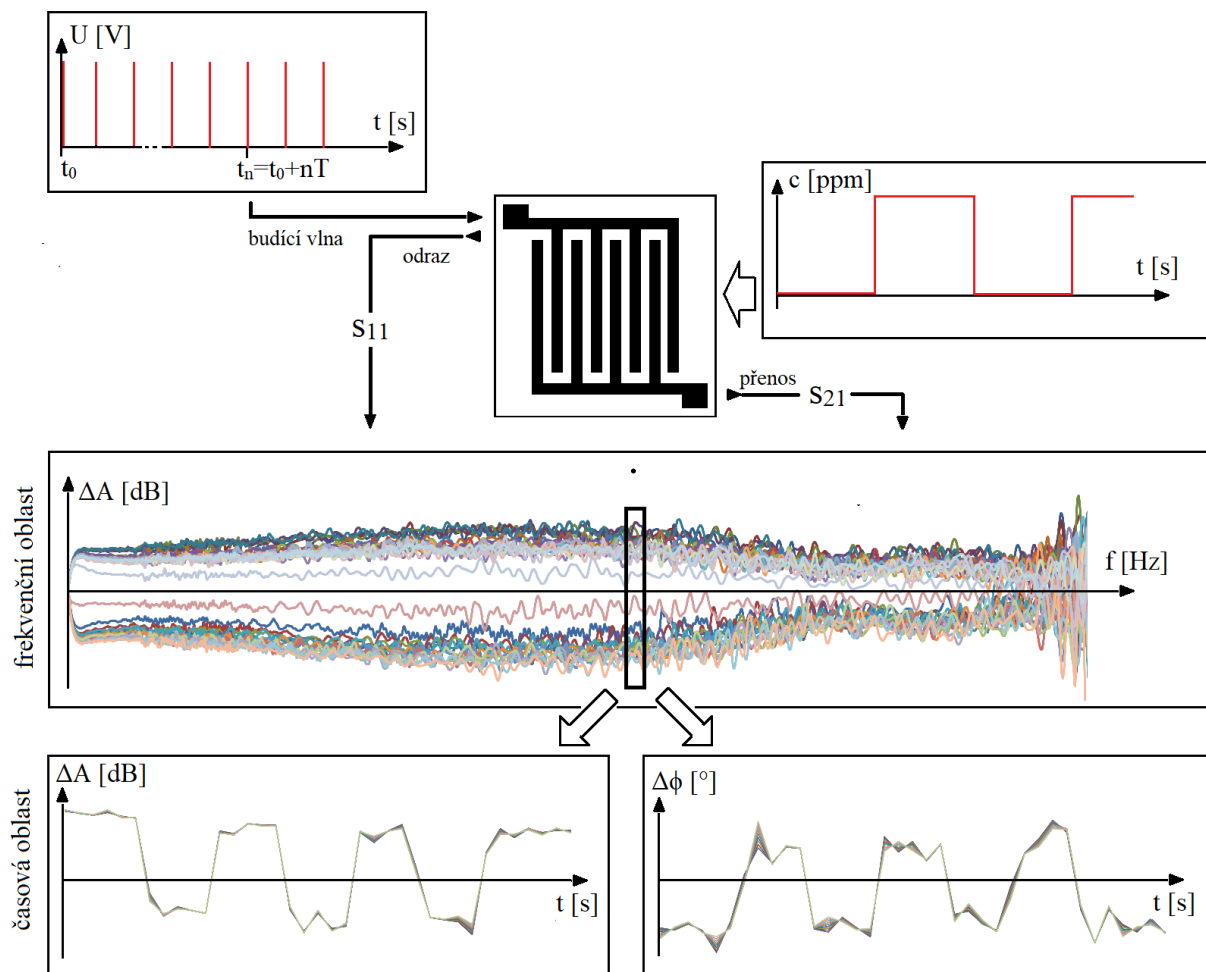 U [V]
t [s]
t₀
tₙ=t₀+nT
budící vlna
odraz
c [ppm]
t [s]
S₁₁
přenos
S₂₁
frekvenční oblast
ΔA [dB]
f [Hz]
časová oblast
ΔA [dB]
t [s]
Δϕ [°]
t [s]